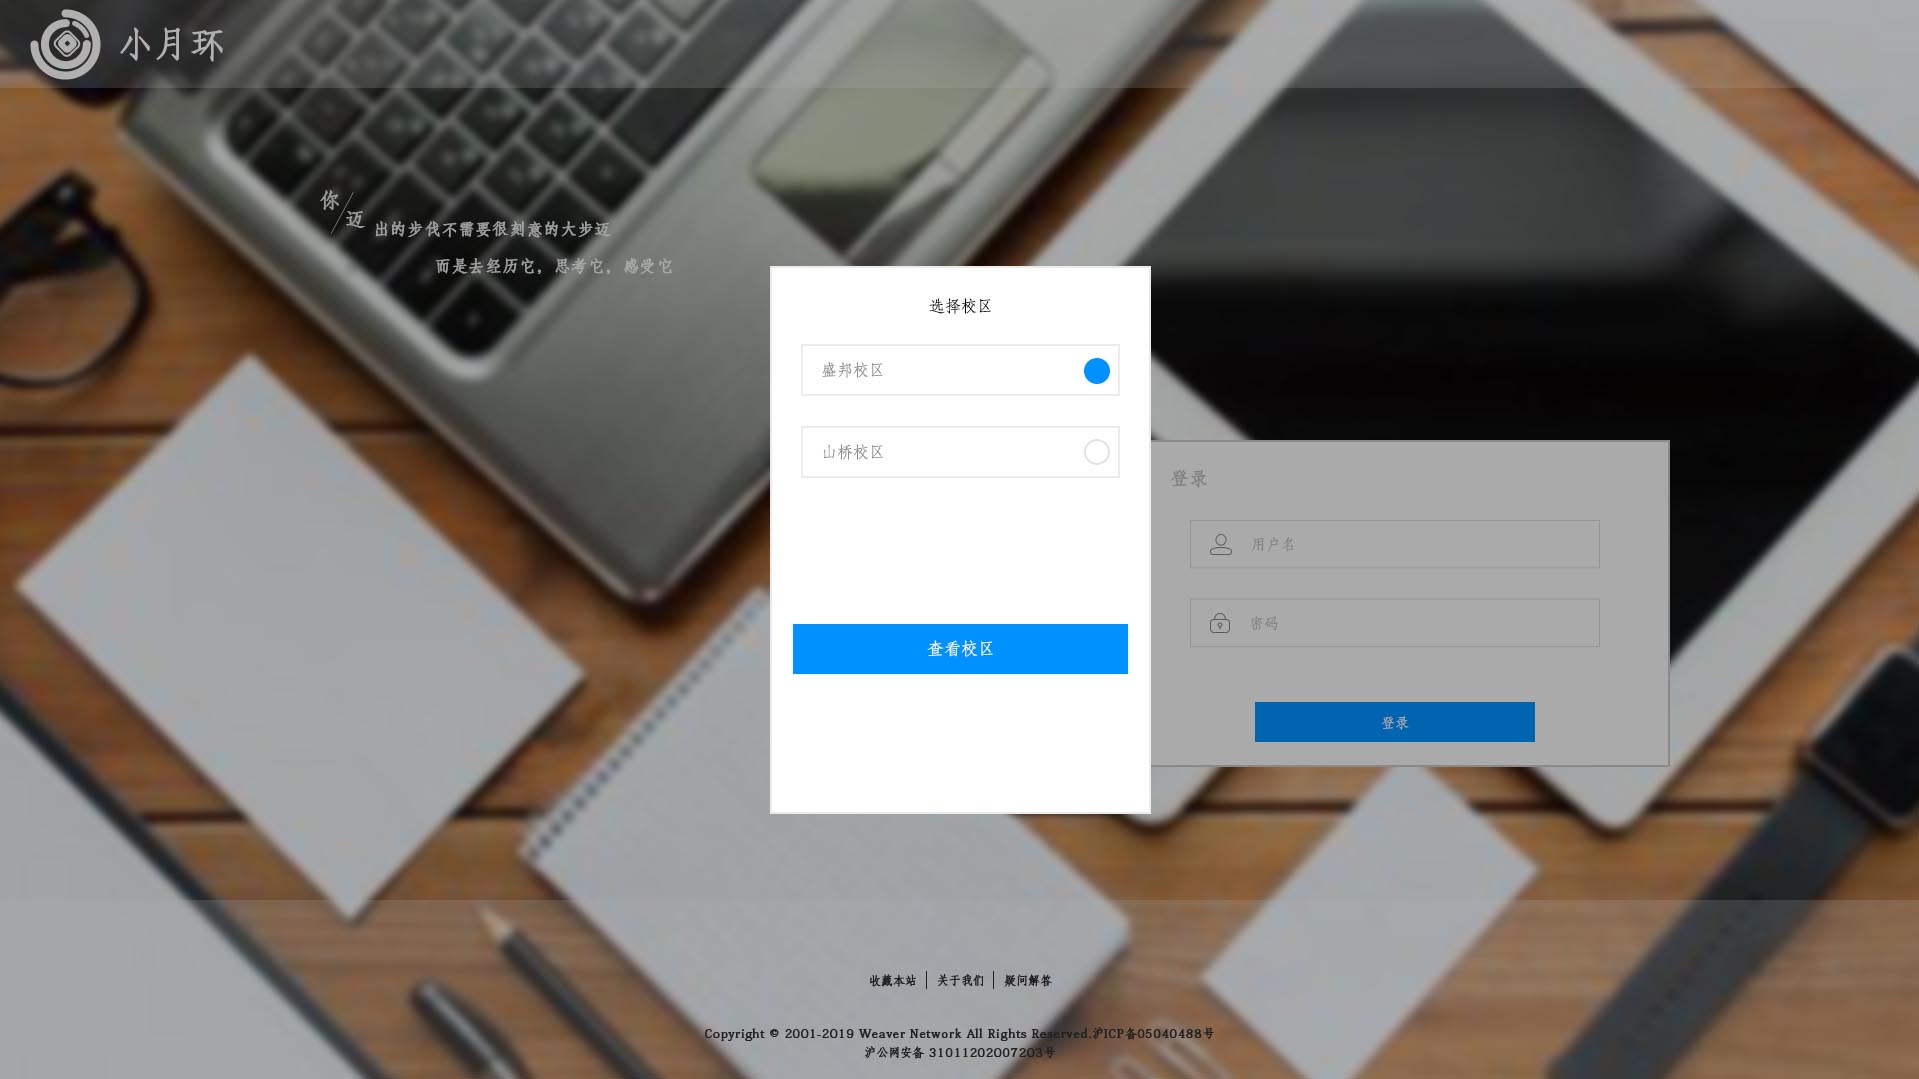 小月环
你
迈 出的步伐不需要很刻意的大步迈
而是去经历它，思考它，感受它
选择校区
盛邦校区
山桥校区
查看校区
登录
用户名
密码
登录
收藏本站 | 关于我们 | 疑问解答
Copyright © 2001-2019 Weaver Network All Rights Reserved.沪ICP备05040488号
沪公网安备 31011202007203号